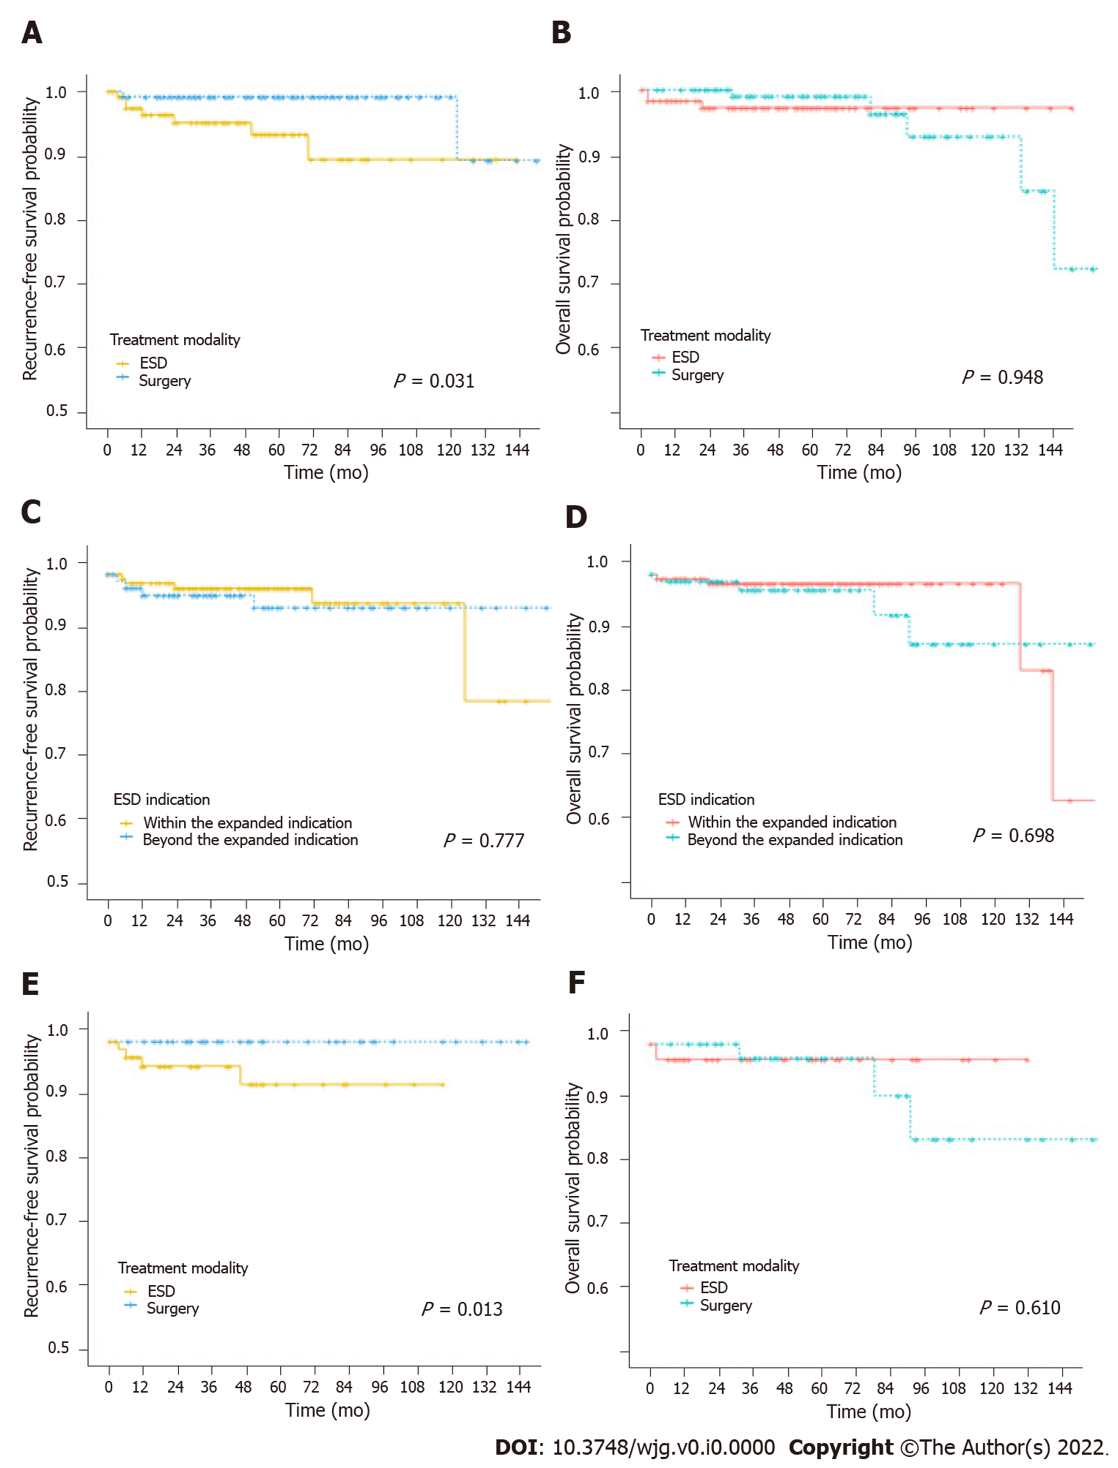 A
Recurrence-free survival probability
1.0
0.9
0.8
0.7
0.6
0.5
Treatment modality
ESD
Surgery
P = 0.031
0 12 24 36 48 60 72 84 96 108 120 132 144
Time (mo)
B
Overall survival probability
1.0
0.9
0.8
0.7
0.6
Treatment modality
ESD
Surgery
P = 0.948
0 12 24 36 48 60 72 84 96 108 120 132 144
Time (mo)
C
Recurrence-free survival probability
1.0
0.9
0.8
0.7
0.6
0.5
ESD indication
Within the expanded indication
Beyond the expanded indication
P = 0.777
0 12 24 36 48 60 72 84 96 108 120 132 144
Time (mo)
D
Overall survival probability
1.0
0.9
0.8
0.7
0.6
ESD indication
Within the expanded indication
Beyond the expanded indication
P = 0.698
0 12 24 36 48 60 72 84 96 108 120 132 144
Time (mo)
E
Recurrence-free survival probability
1.0
0.9
0.8
0.7
0.6
0.5
Treatment modality
ESD
Surgery
P = 0.013
0 12 24 36 48 60 72 84 96 108 120 132 144
Time (mo)
F
Overall survival probability
1.0
0.9
0.8
0.7
0.6
Treatment modality
ESD
Surgery
P = 0.610
0 12 24 36 48 60 72 84 96 108 120 132 144
Time (mo)
DOI: 10.3748/wjg.v0.i0.0000 Copyright ©The Author(s) 2022.